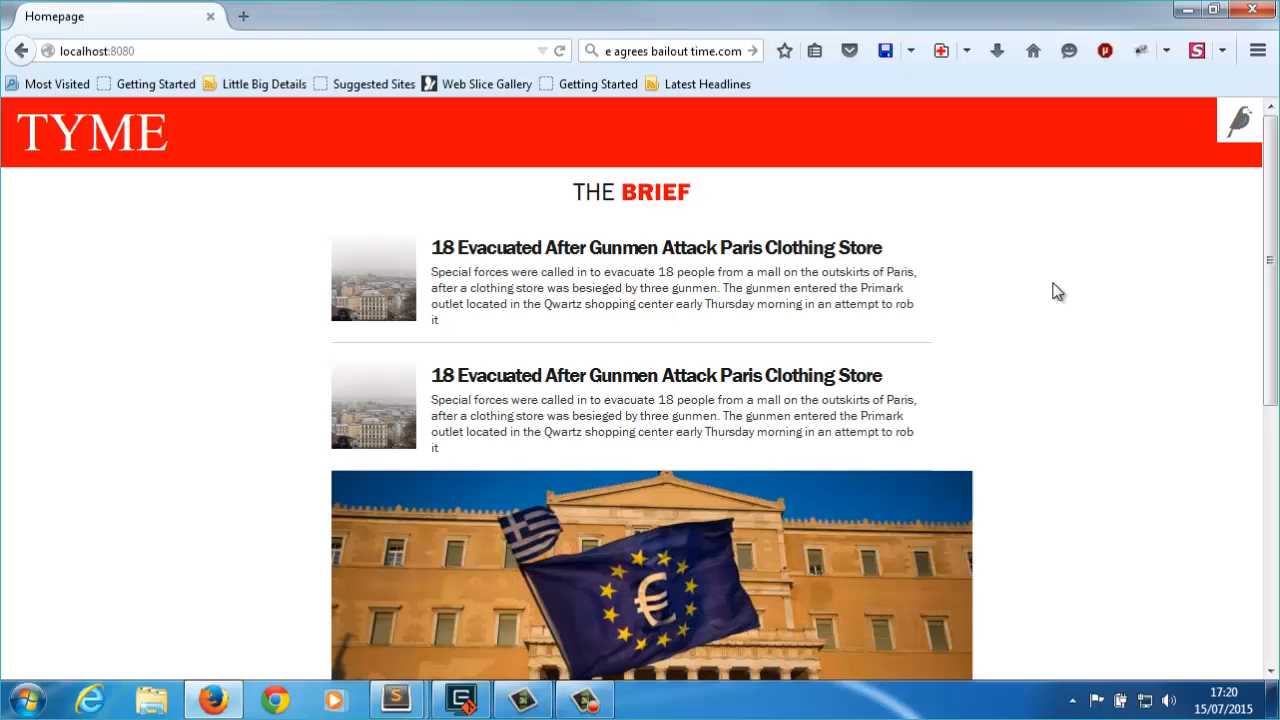 Homepage
localhost:8080
e agrees bailout time.com
Most Visited
Getting Started
Little Big Details
Suggested Sites
Web Slice Gallery
Getting Started
Latest Headlines
TYME
THE BRIEF
18 Evacuated After Gunmen Attack Paris Clothing Store
Special forces were called in to evacuate 18 people from a mall on the outskirts of Paris,
after a clothing store was besieged by three gunmen. The gunmen entered the Primark
outlet located in the Qwartz shopping center early Thursday morning in an attempt to rob
it
18 Evacuated After Gunmen Attack Paris Clothing Store
Special forces were called in to evacuate 18 people from a mall on the outskirts of Paris,
after a clothing store was besieged by three gunmen. The gunmen entered the Primark
outlet located in the Qwartz shopping center early Thursday morning in an attempt to rob
it
€
17:20
15/07/2015